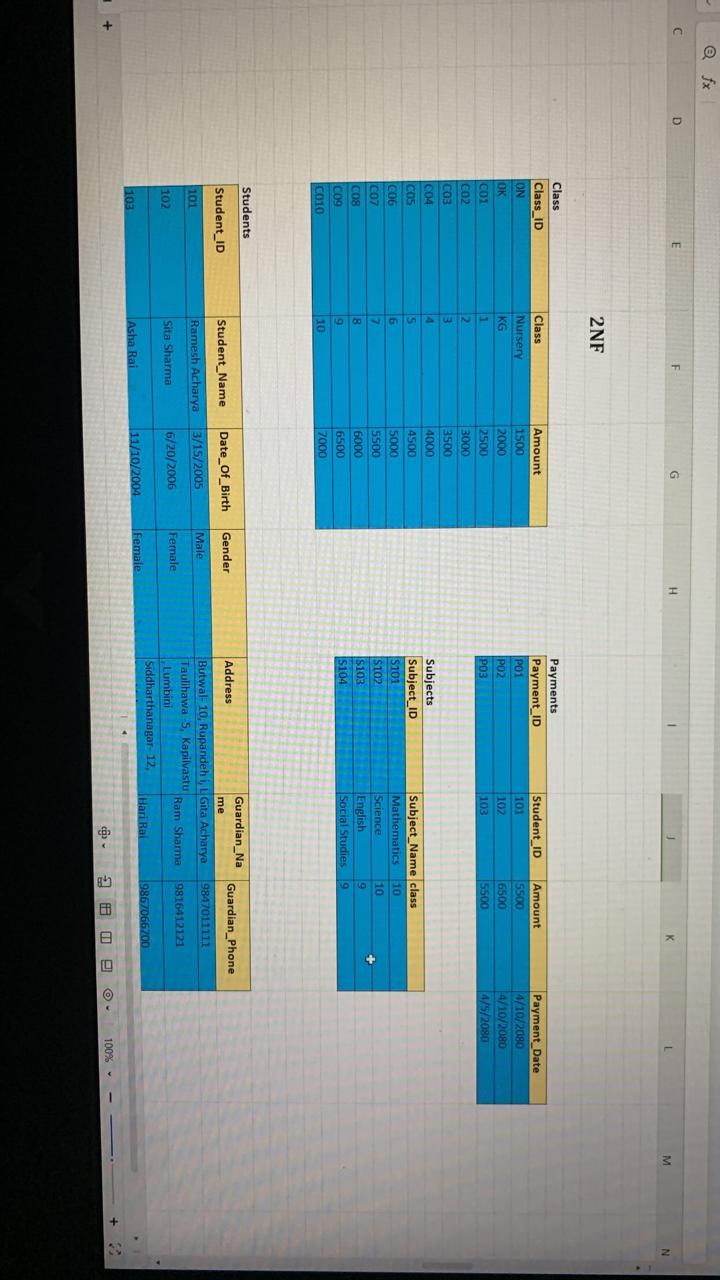 fx
C D E F G H I J K L M N
2NF
Class
Class_ID Class Amount
ON Nursery 1500
OK KG 2000
C01 1 2500
C02 2 3000
C03 3 3500
C04 4 4000
C05 5 4500
C06 6 5000
C07 7 5500
C08 8 6000
C09 9 6500
C010 10 7000
Payments
Payment_ID Student_ID Amount Payment_Date
P01 101 5500 4/10/2080
P02 102 6500 4/10/2080
P03 103 5500 4/5/2080
Subjects
Subject_ID Subject_Name class
S101 Mathematics 10
S102 Science 10
S103 English 9
S104 Social Studies 9
Students
Student_ID Student_Name Date_Of_Birth Gender Address Guardian_Na
me Guardian_Phone
101 Ramesh Acharya 3/15/2005 Male Butwal- 10, Rupandeh i, L Gita Acharya 9847011111
102 Sita Sharma 6/20/2006 Female Taulihawa -5, Kapilvastu
, Lumbini Ram Sharma 9816412121
103 Asha Rai 11/10/2004 Female Siddharthanagar- 12, Hari Rai 9867066700
100%